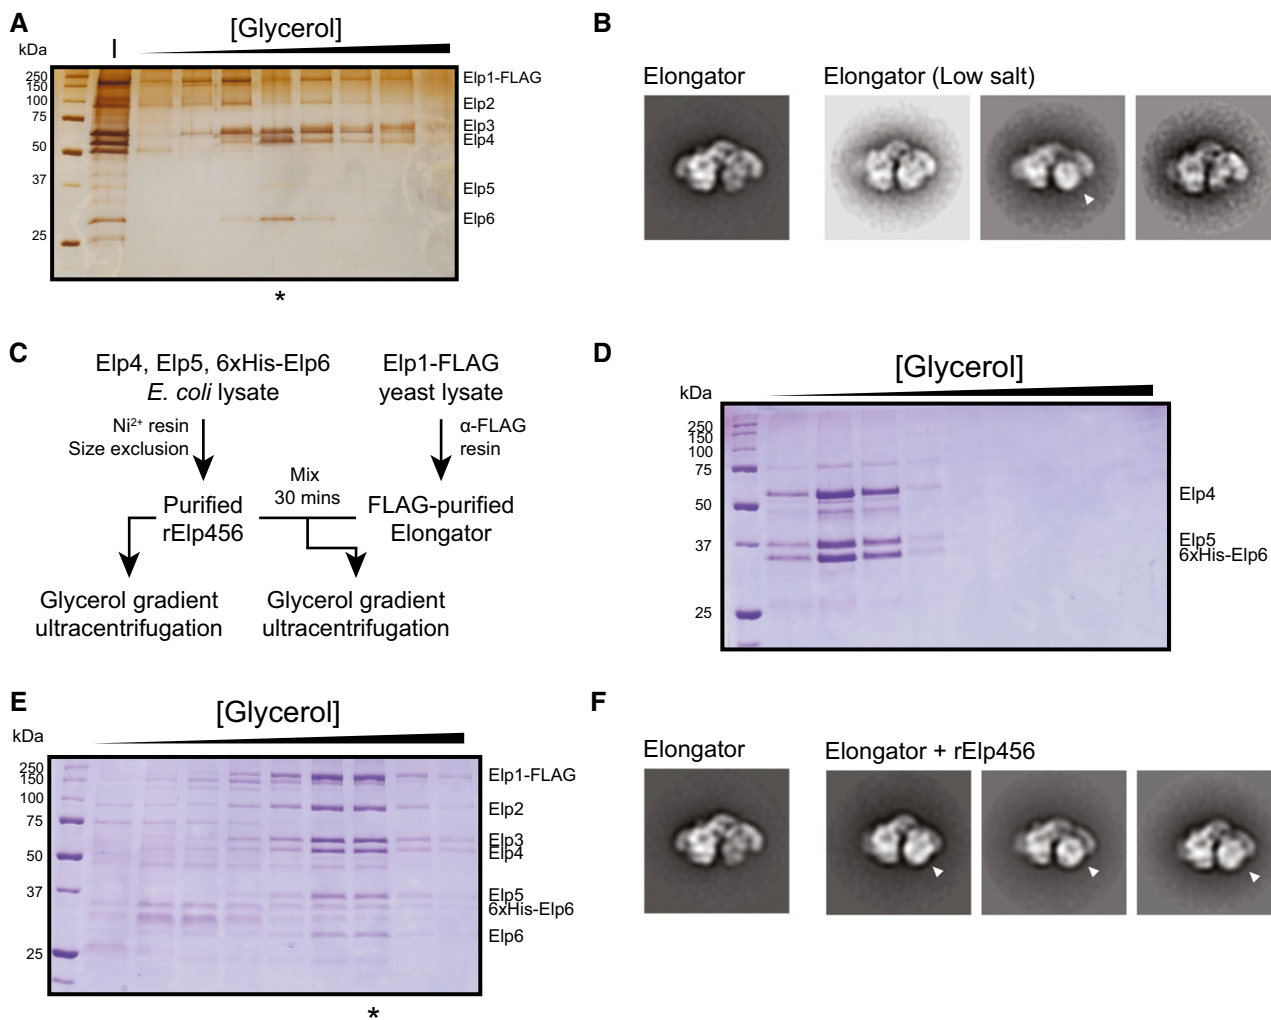 A
[Glycerol]
kDa
I
250
150
100
75
50
37
25
Elp1-FLAG
Elp2
Elp3
Elp4
Elp5
Elp6
*
B
Elongator
Elongator (Low salt)
C
Elp4, Elp5, 6xHis-Elp6
E. coli lysate
Elp1-FLAG
yeast lysate
Ni²⁺ resin
Size exclusion
α-FLAG
resin
Mix
30 mins
Purified
rElp456
FLAG-purified
Elongator
Glycerol gradient
ultracentrifugation
Glycerol gradient
ultracentrifugation
D
[Glycerol]
kDa
250
150
100
75
50
37
25
Elp4
Elp5
6xHis-Elp6
E
[Glycerol]
kDa
250
150
100
75
50
37
25
Elp1-FLAG
Elp2
Elp3
Elp4
Elp5
6xHis-Elp6
Elp6
*
F
Elongator
Elongator + rElp456